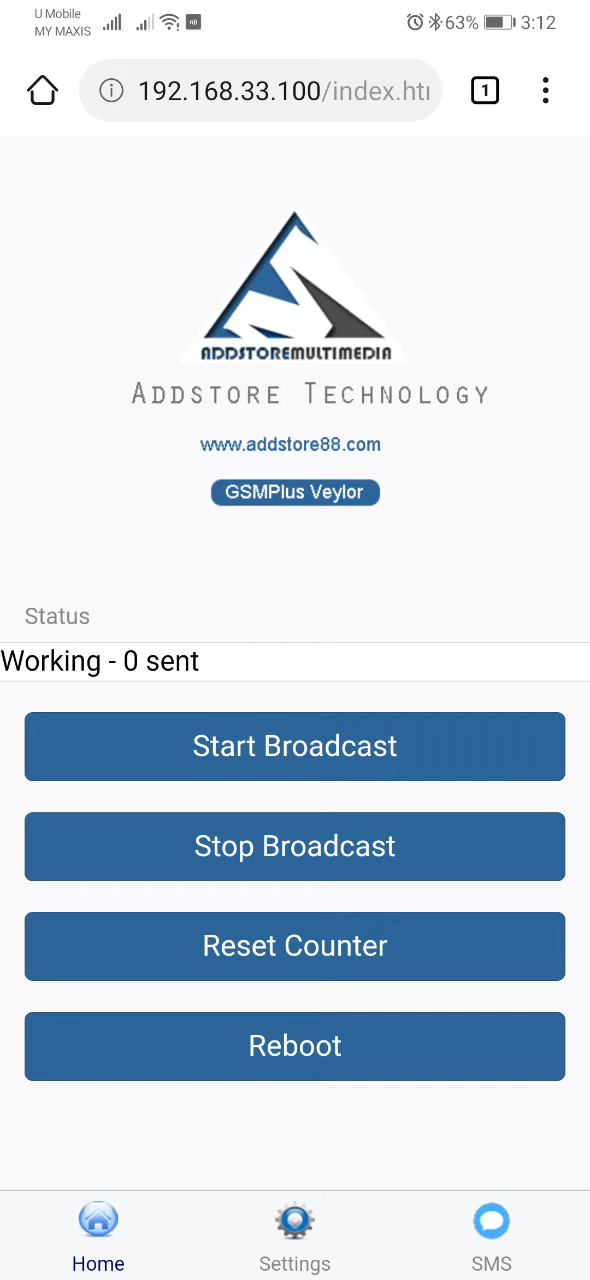 U Mobile
MY MAXIS
63% 3:12
192.168.33.100/index.ht
1
ADDSTOREMULTIMEDIA
ADDSTORE TECHNOLOGY
www.addstore88.com
GSMPlus Veylor
Status
Working - 0 sent
Start Broadcast
Stop Broadcast
Reset Counter
Reboot
Home Settings SMS